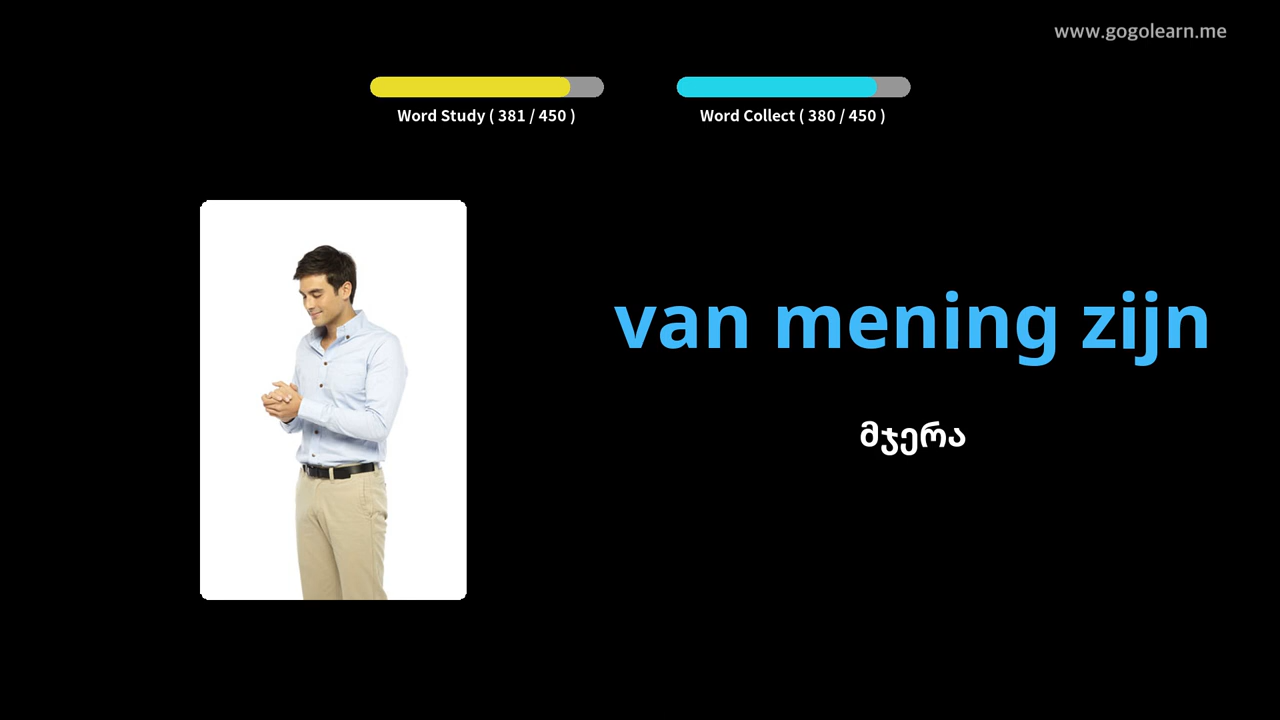 www.gogolearn.me
Word Study ( 381 / 450 )
Word Collect ( 380 / 450 )
van mening zijn
მჯერა